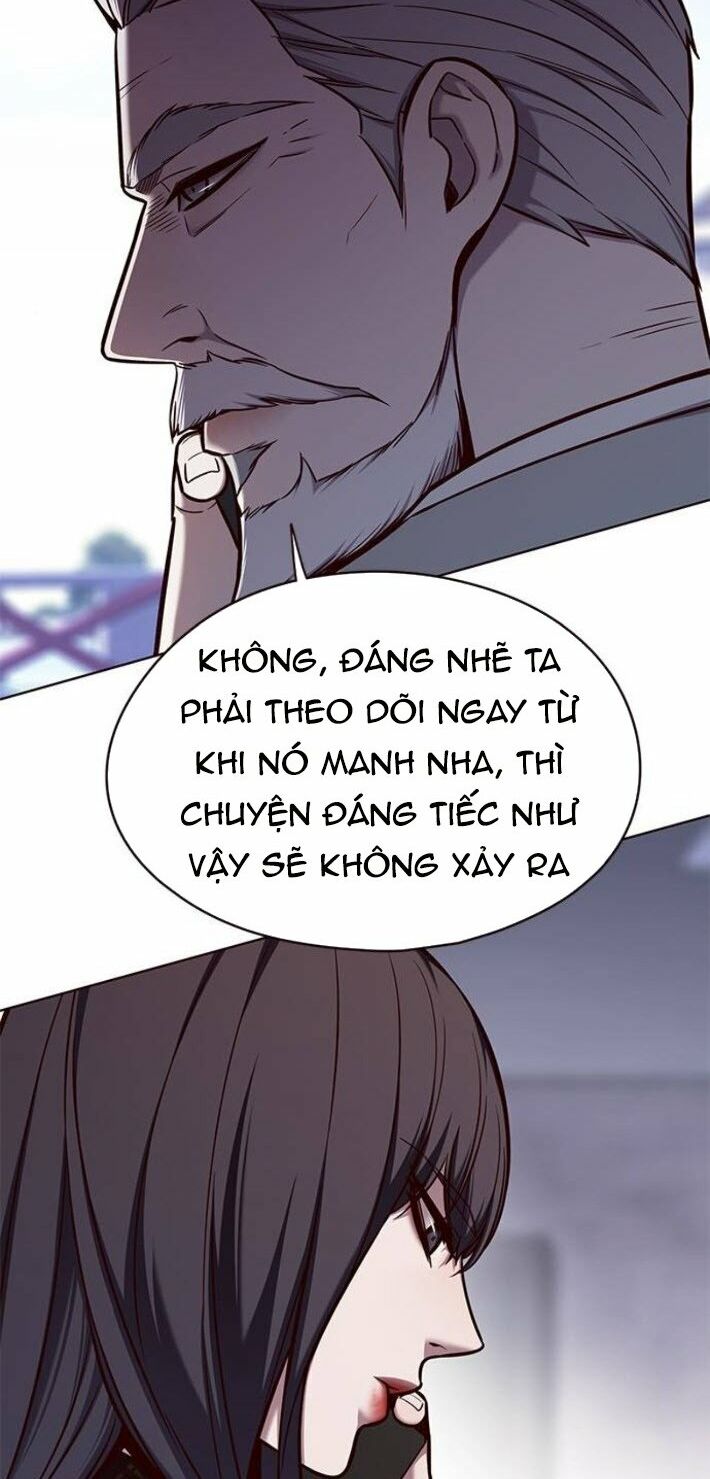 KHÔNG, ĐÁNG NHẼ TA
PHẢI THEO DÕI NGAY TỪ
KHI NÓ MANH NHA, THÌ
CHUYỆN ĐÁNG TIẾC NHƯ
VẬY SẼ KHÔNG XẢY RA